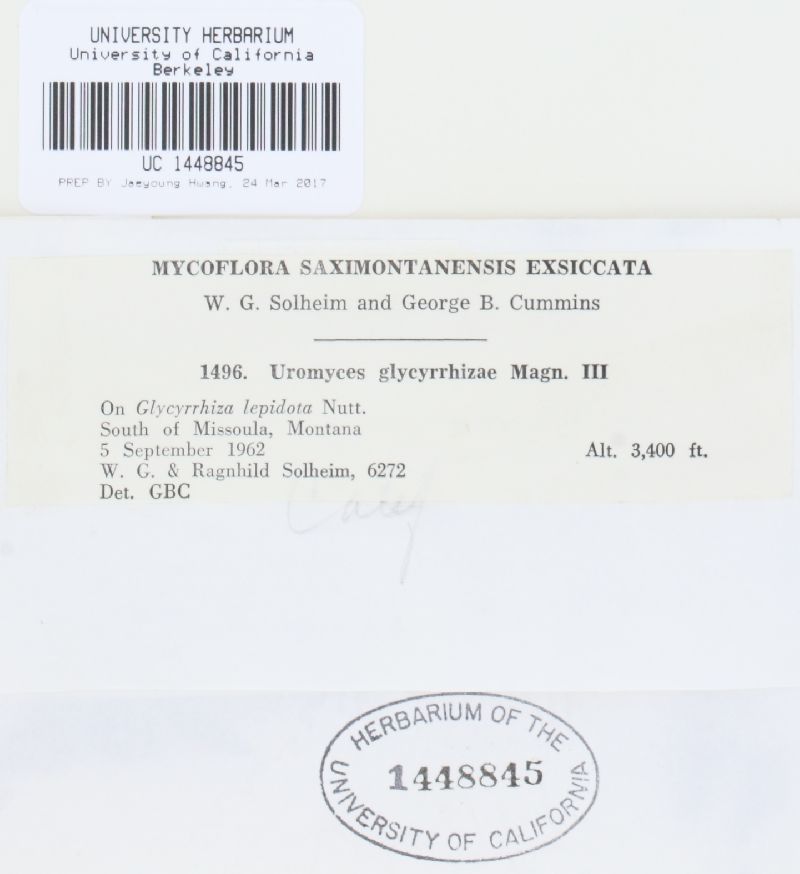 UNIVERSITY HERBARIUM
University of California
Berkeley
UC 1448845
PREP BY Jaeyoung Hwang, 24 Mar 2017
MYCOFLORA SAXIMONTANENSIS EXSICCATA
W. G. Solheim and George B. Cummins
1496. Uromyces glycyrrhizae Magn. III
On Glycyrrhiza lepidota Nutt.
South of Missoula, Montana
5 September 1962 Alt. 3,400 ft.
W. G. & Ragnhild Solheim, 6272
Det. GBC
HERBARIUM OF THE
1448845
UNIVERSITY OF CALIFORNIA